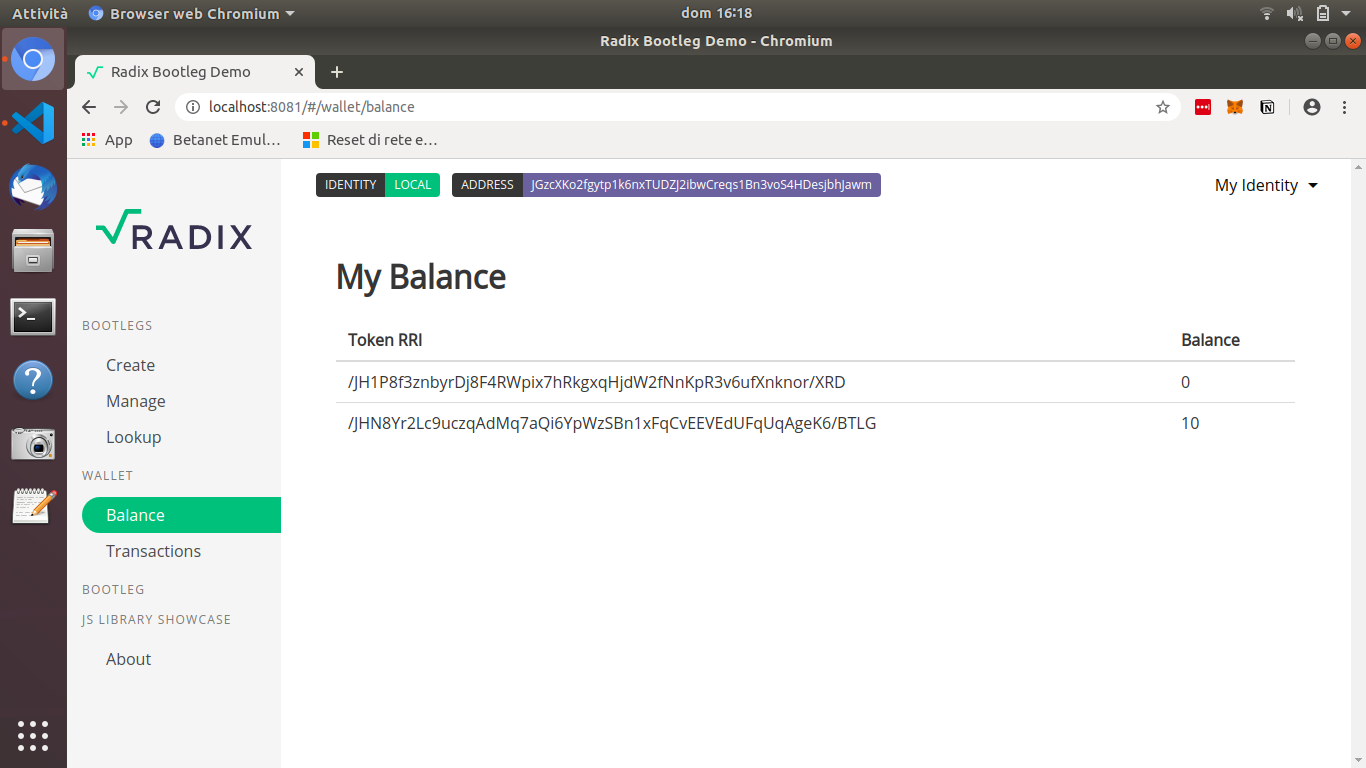 Attività Browser web Chromium dom 16:18
Radix Bootleg Demo - Chromium
Radix Bootleg Demo
localhost:8081/#/wallet/balance
App Betanet Emul… Reset di rete e…
IDENTITY LOCAL ADDRESS JGzcXKo2fgytp1k6nxTUDZJ2ibwCreqs1Bn3voS4HDesjbhJawm My Identity
RADIX
My Balance
Token RRI Balance
/JH1P8f3znbyrDj8F4RWpix7hRkgxqHjdW2fNnKpR3v6ufXnknor/XRD 0
/JHN8Yr2Lc9uczqAdMq7aQi6YpWzSBn1xFqCvEEVEdUFqUqAgeK6/BTLG 10
BOOTLEGS
Create
Manage
Lookup
WALLET
Balance
Transactions
BOOTLEG
JS LIBRARY SHOWCASE
About